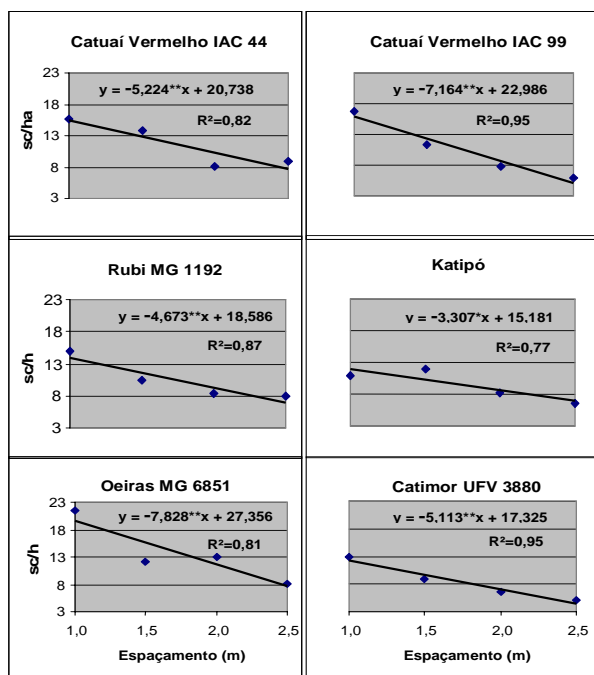 Catuaí Vermelho IAC 44
23
18
13
8
3
sc/ha
y = -5,224**x + 20,738
R²=0,82
Catuaí Vermelho IAC 99
y = -7,164**x + 22,986
R²=0,95
Rubi MG 1192
23
18
13
8
3
sc/h
y = -4,673**x + 18,586
R²=0,87
Katipó
y = -3,307*x + 15,181
R²=0,77
Oeiras MG 6851
23
18
13
8
3
sc/h
y = -7,828**x + 27,356
R²=0,81
1,0 1,5 2,0 2,5
Espaçamento (m)
Catimor UFV 3880
y = -5,113**x + 17,325
R²=0,95
1,0 1,5 2,0 2,5
Espaçamento (m)